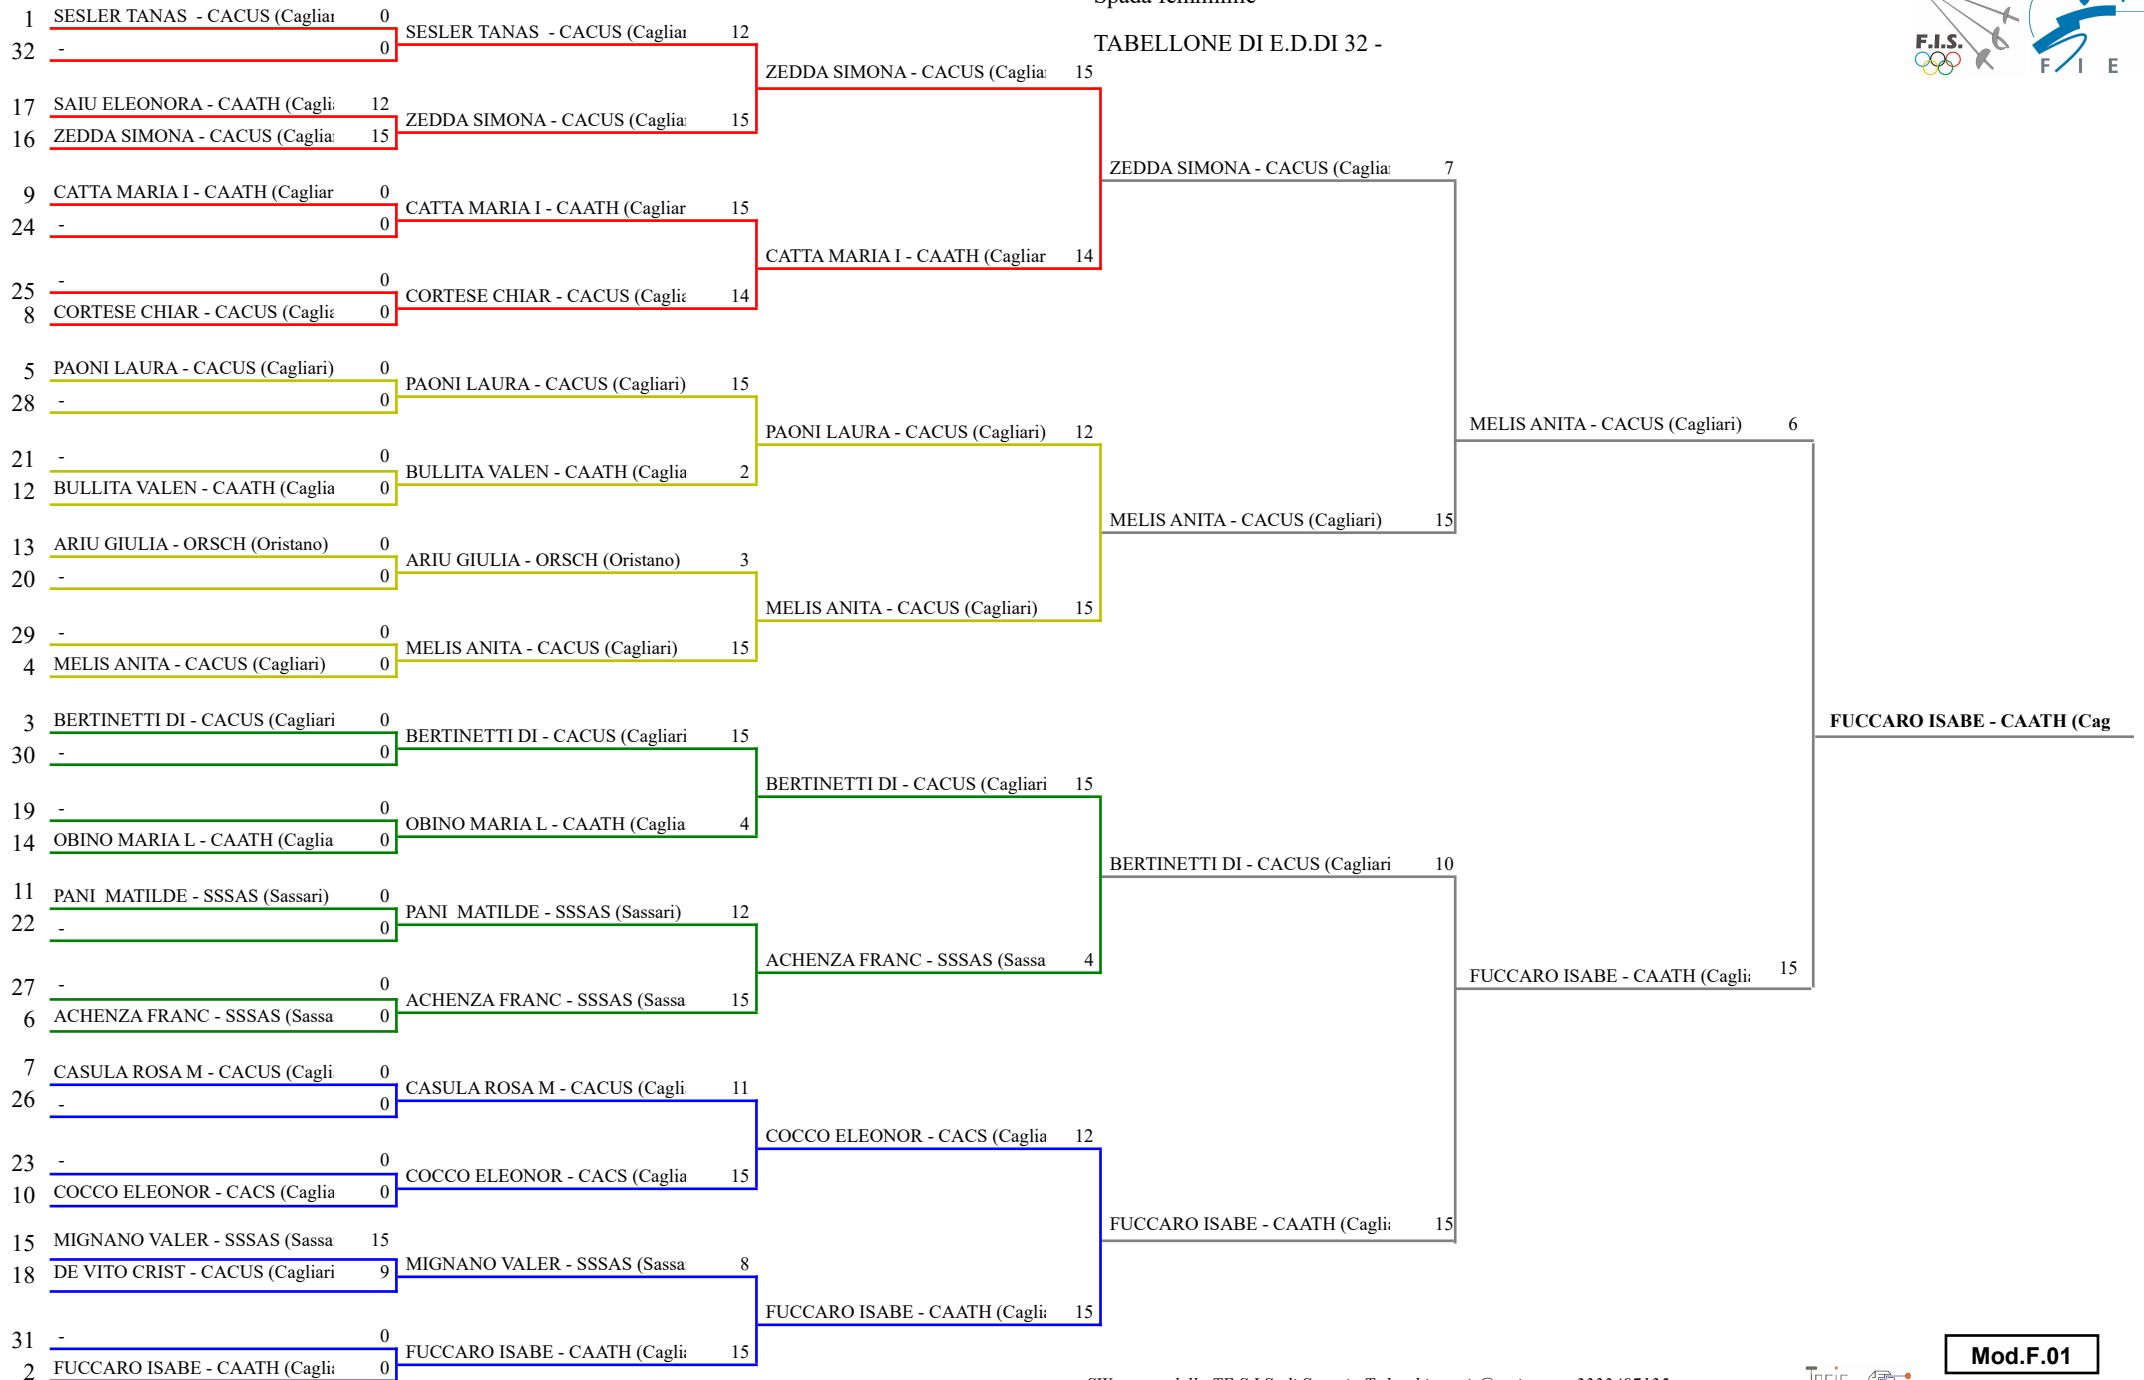 TABELLONE DI E.D.DI 32 -
F.I.S.
F I E
1 SESLER TANAS - CACUS (Cagliar 0
32 - 0
17 SAIU ELEONORA - CAATH (Cagli 12
16 ZEDDA SIMONA - CACUS (Caglia 15
9 CATTA MARIA I - CAATH (Cagliar 0
24 - 0
25 - 0
8 CORTESE CHIAR - CACUS (Caglia 0
5 PAONI LAURA - CACUS (Cagliari) 0
28 - 0
21 - 0
12 BULLITA VALEN - CAATH (Caglia 0
13 ARIU GIULIA - ORSCH (Oristano) 0
20 - 0
29 - 0
4 MELIS ANITA - CACUS (Cagliari) 0
3 BERTINETTI DI - CACUS (Cagliari 0
30 - 0
19 - 0
14 OBINO MARIA L - CAATH (Caglia 0
11 PANI MATILDE - SSSAS (Sassari) 0
22 - 0
27 - 0
6 ACHENZA FRANC - SSSAS (Sassa 0
7 CASULA ROSA M - CACUS (Cagli 0
26 - 0
23 - 0
10 COCCO ELEONOR - CACS (Caglia 0
15 MIGNANO VALER - SSSAS (Sassa 15
18 DE VITO CRIST - CACUS (Cagliari 9
31 - 0
2 FUCCARO ISABE - CAATH (Cagli 0
SESLER TANAS - CACUS (Cagliar 12
ZEDDA SIMONA - CACUS (Caglia 15
CATTA MARIA I - CAATH (Cagliar 15
CORTESE CHIAR - CACUS (Caglia 14
PAONI LAURA - CACUS (Cagliari) 15
BULLITA VALEN - CAATH (Caglia 2
ARIU GIULIA - ORSCH (Oristano) 3
MELIS ANITA - CACUS (Cagliari) 15
BERTINETTI DI - CACUS (Cagliari 15
OBINO MARIA L - CAATH (Caglia 4
PANI MATILDE - SSSAS (Sassari) 12
ACHENZA FRANC - SSSAS (Sassa 15
CASULA ROSA M - CACUS (Cagli 11
COCCO ELEONOR - CACS (Caglia 15
MIGNANO VALER - SSSAS (Sassa 8
FUCCARO ISABE - CAATH (Cagli 15
ZEDDA SIMONA - CACUS (Caglia 15
CATTA MARIA I - CAATH (Cagliar 14
PAONI LAURA - CACUS (Cagliari) 12
MELIS ANITA - CACUS (Cagliari) 15
BERTINETTI DI - CACUS (Cagliari 15
ACHENZA FRANC - SSSAS (Sassa 4
COCCO ELEONOR - CACS (Caglia 12
FUCCARO ISABE - CAATH (Cagli 15
ZEDDA SIMONA - CACUS (Caglia 7
MELIS ANITA - CACUS (Cagliari) 15
BERTINETTI DI - CACUS (Cagliari 10
FUCCARO ISABE - CAATH (Cagli 15
MELIS ANITA - CACUS (Cagliari) 6
FUCCARO ISABE - CAATH (Cagli 15
FUCCARO ISABE - CAATH (Cag
Mod.F.01